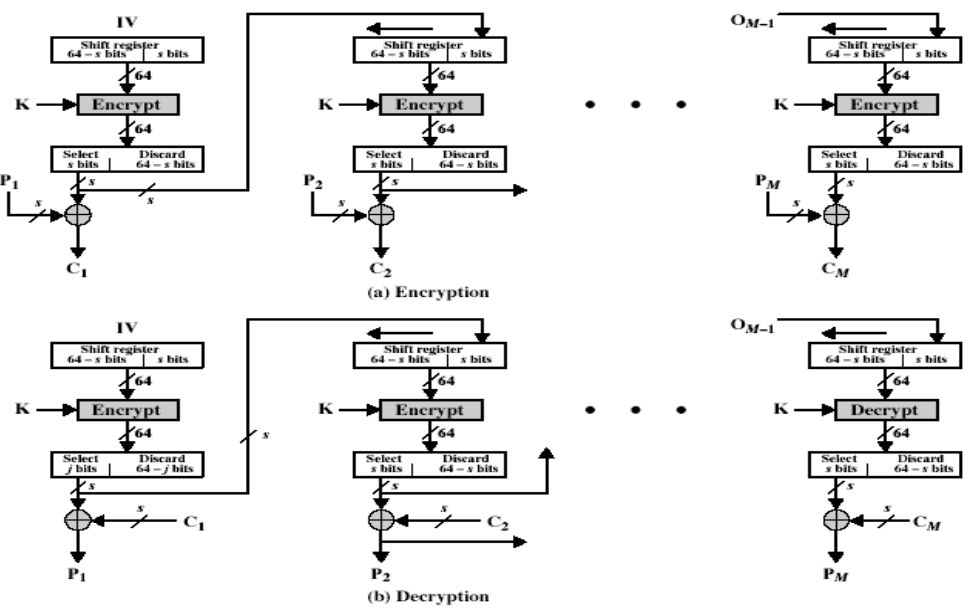 IV O_M–1
Shift register Shift register Shift register
64 – s bits | s bits 64 – s bits | s bits 64 – s bits | s bits
64 64 64
K Encrypt K Encrypt • • • K Encrypt
64 64 64
Select Discard Select Discard Select Discard
s bits 64 – s bits s bits 64 – s bits s bits 64 – s bits
P1 s s P2 s PM s
s s s
C1 C2 CM
(a) Encryption
IV O_M–1
Shift register Shift register Shift register
64 – s bits | s bits 64 – s bits | s bits 64 – s bits | s bits
64 64 64
K Encrypt s K Encrypt • • • K Decrypt
64 64 64
Select Discard Select Discard Select Discard
j bits 64 – j bits s bits 64 – s bits s bits 64 – s bits
s s s
s C1 s C2 s CM
P1 P2 PM
(b) Decryption